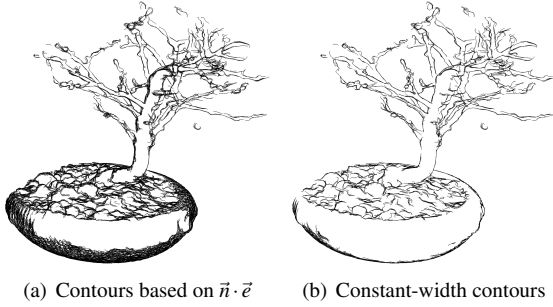 (a) Contours based on n⃗ · e⃗
(b) Constant-width contours